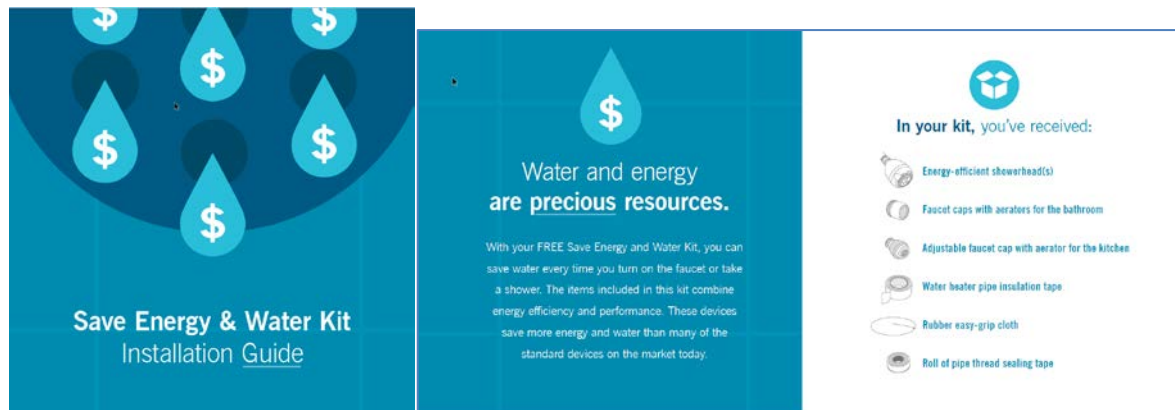 $ $ $
$ $
$
Save Energy & Water Kit
Installation Guide
$
Water and energy
are precious resources.
With your FREE Save Energy and Water Kit, you can
save water every time you turn on the faucet or take
a shower. The items included in this kit combine
energy efficiency and performance. These devices
save more energy and water than many of the
standard devices on the market today.
In your kit, you've received:
Energy-efficient showerhead(s)
Faucet caps with aerators for the bathroom
Adjustable faucet cap with aerator for the kitchen
Water heater pipe insulation tape
Rubber easy-grip cloth
Roll of pipe thread sealing tape